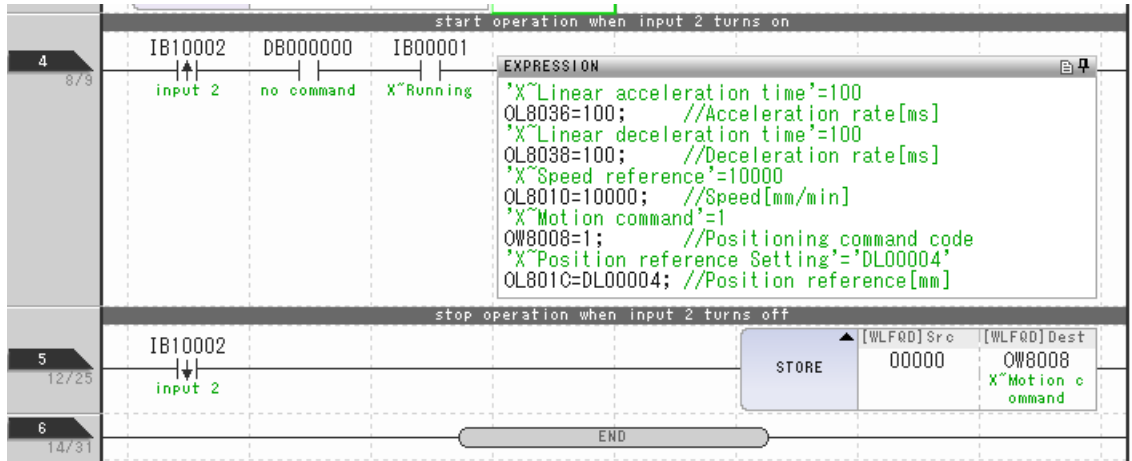 start operation when input 2 turns on
4
8/9
IB10002 DB000000 IB00001
input 2 no command X~Running
EXPRESSION
'X~Linear acceleration time'=100
OL8036=100; //Acceleration rate[ms]
'X~Linear deceleration time'=100
OL8038=100; //Deceleration rate[ms]
'X~Speed reference'=10000
OL8010=10000; //Speed[mm/min]
'X~Motion command'=1
OW8008=1; //Positioning command code
'X~Position reference Setting'='DL00004'
OL801C=DL00004; //Position reference[mm]
stop operation when input 2 turns off
5
12/25
IB10002
input 2
STORE
[WLFQD]Src [WLFQD]Dest
00000 OW8008
X~Motion c
ommand
6
14/31
END